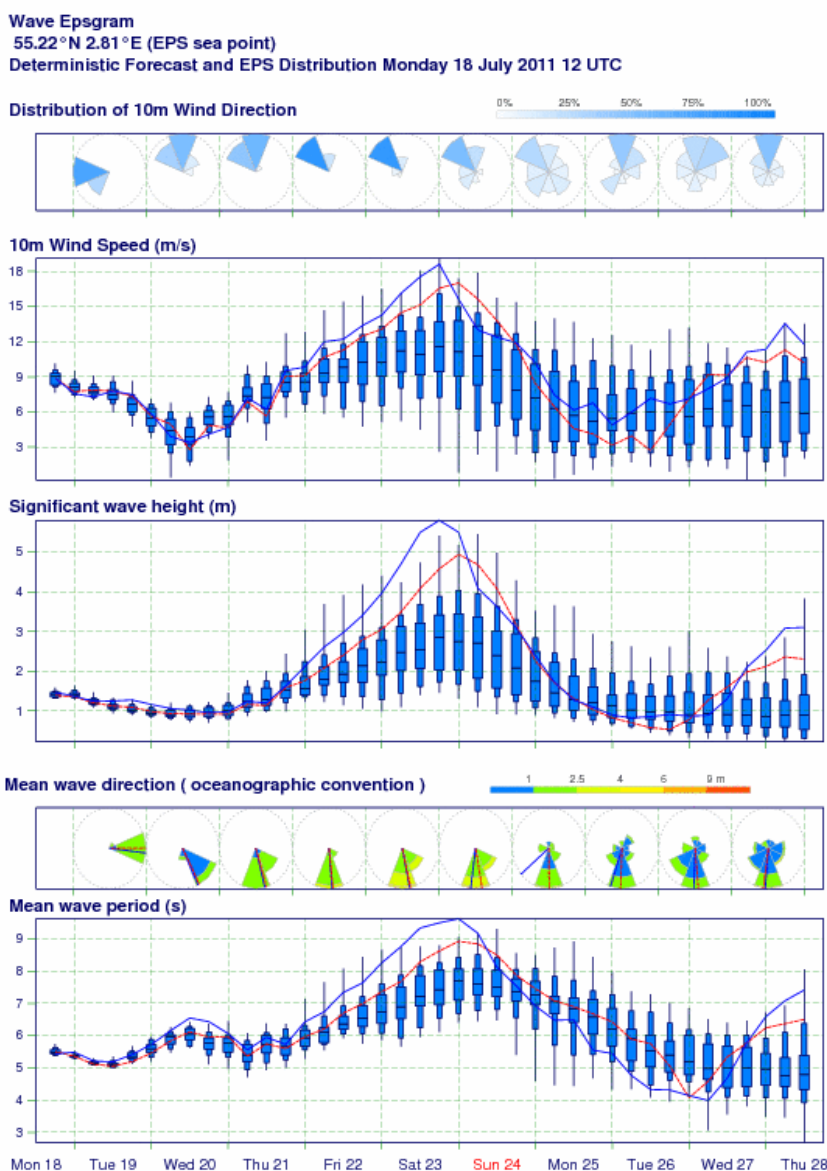 Wave Epsgram
55.22°N 2.81°E (EPS sea point)
Deterministic Forecast and EPS Distribution Monday 18 July 2011 12 UTC
Distribution of 10m Wind Direction
0% 25% 50% 75% 100%
10m Wind Speed (m/s)
18
15
12
9
6
3
Significant wave height (m)
5
4
3
2
1
Mean wave direction ( oceanographic convention )
1 2.5 4 6 9 m
Mean wave period (s)
9
8
7
6
5
4
3
Mon 18 Tue 19 Wed 20 Thu 21 Fri 22 Sat 23 Sun 24 Mon 25 Tue 26 Wed 27 Thu 28